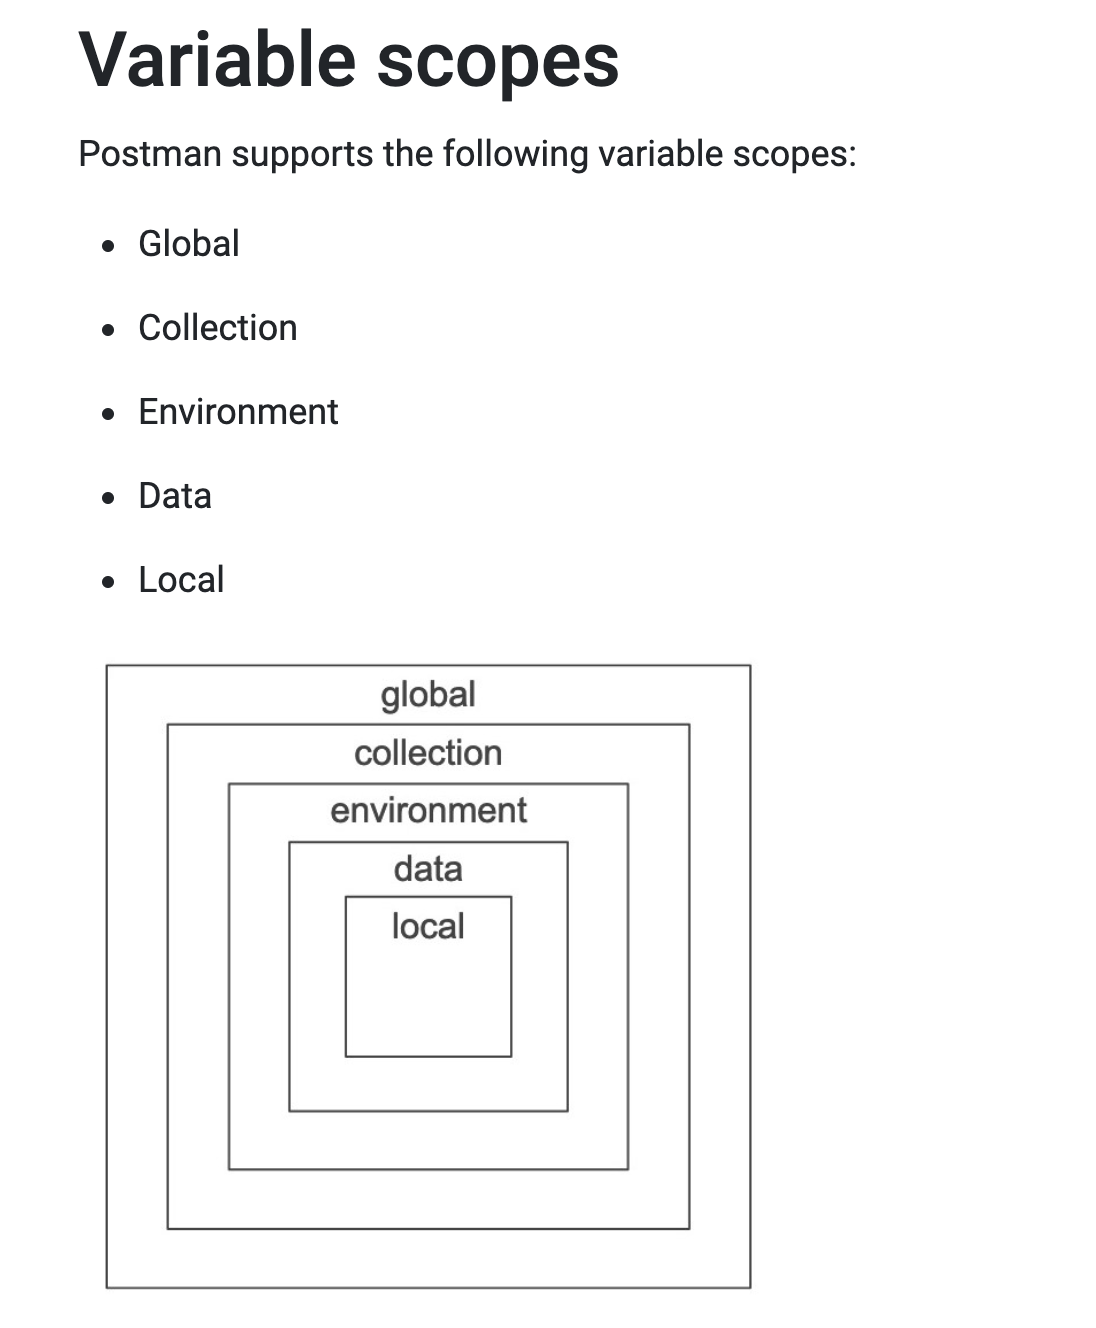 Variable scopes
Postman supports the following variable scopes:
Global
Collection
Environment
Data
Local
global
collection
environment
data
local